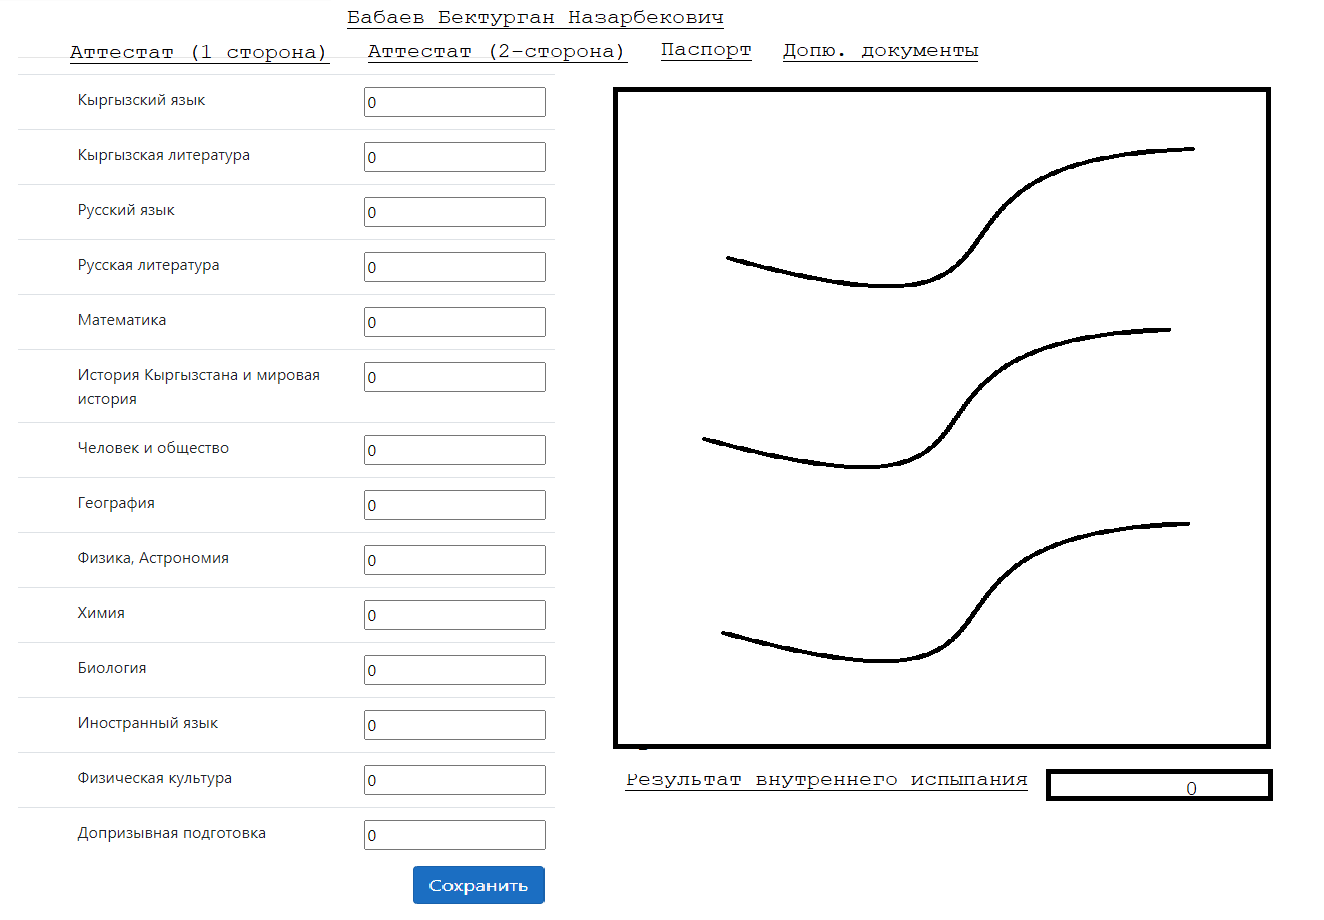 Бабаев Бектурган Назарбекович
Аттестат (1 сторона) Аттестат (2-сторона) Паспорт Допю. документы
Кыргызский язык 0
Кыргызская литература 0
Русский язык 0
Русская литература 0
Математика 0
История Кыргызстана и мировая 0
история
Человек и общество 0
География 0
Физика, Астрономия 0
Химия 0
Биология 0
Иностранный язык 0
Физическая культура 0
Допризывная подготовка 0
Сохранить
Результат внутреннего испыпания 0